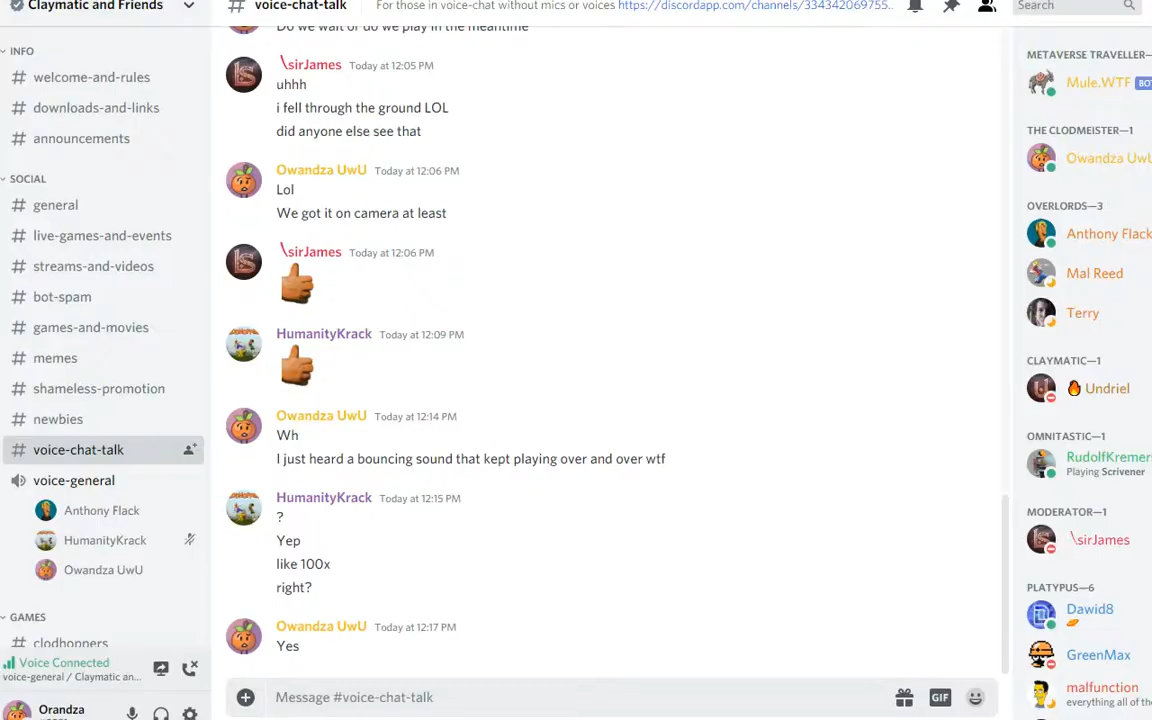 Claymatic and Friends
INFO
# welcome-and-rules
# downloads-and-links
# announcements
SOCIAL
# general
# live-games-and-events
# streams-and-videos
# bot-spam
# games-and-movies
# memes
# shameless-promotion
# newbies
# voice-chat-talk
voice-general
Anthony Flack
HumanityKrack
Owandza UwU
GAMES
# clodhoppers
Voice Connected
voice-general / Claymatic an...
Orandza
# voice-chat-talk
For those in voice-chat without mics or voices https://discordapp.com/channels/334342069755..
Search
Do we wait or do we play in the meantime
\sirJames Today at 12:05 PM
uhhh
i fell through the ground LOL
did anyone else see that
Owandza UwU Today at 12:06 PM
Lol
We got it on camera at least
\sirJames Today at 12:06 PM
HumanityKrack Today at 12:09 PM
Owandza UwU Today at 12:14 PM
Wh
I just heard a bouncing sound that kept playing over and over wtf
HumanityKrack Today at 12:15 PM
?
Yep
like 100x
right?
Owandza UwU Today at 12:17 PM
Yes
Message #voice-chat-talk
GIF
METAVERSE TRAVELLER—
Mule.WTF BOT
THE CLODMEISTER—1
Owandza UwU
OVERLORDS—3
Anthony Flack
Mal Reed
Terry
CLAYMATIC—1
Undriel
OMNITASTIC—1
RudolfKremers
Playing Scrivener
MODERATOR—1
\sirJames
PLATYPUS—6
Dawid8
GreenMax
malfunction
everything all of the